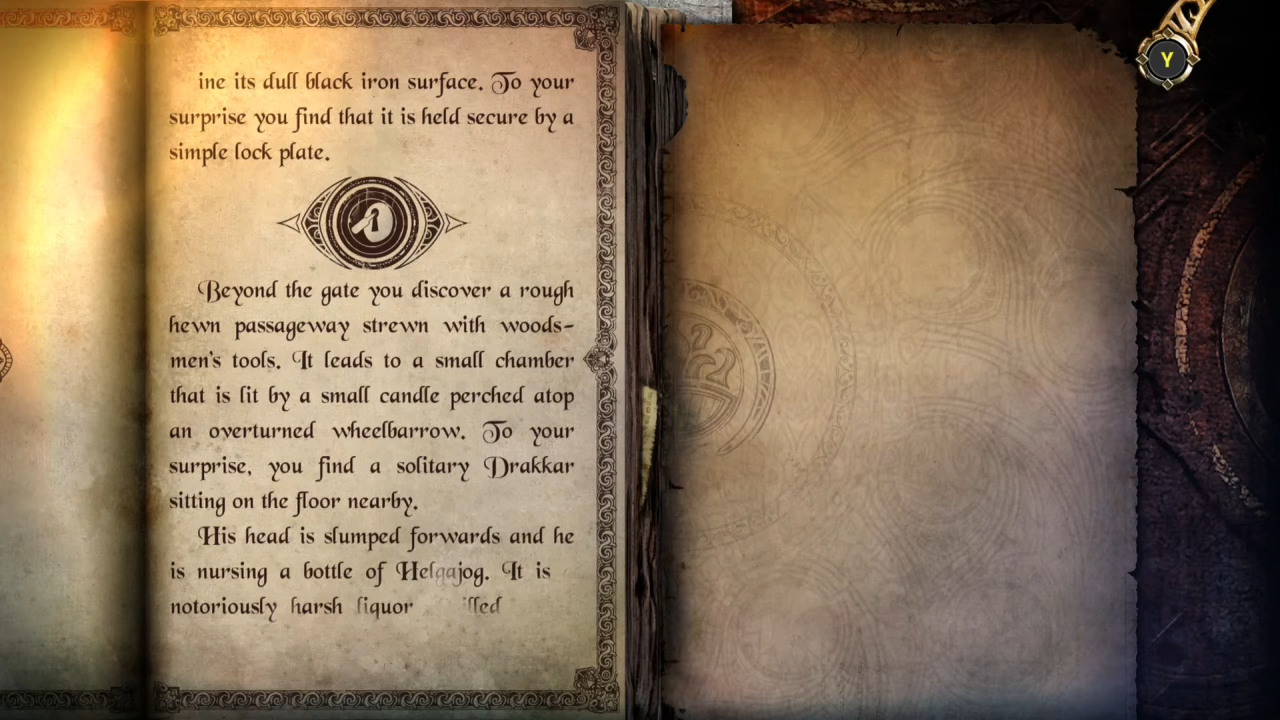 ine its dull black iron surface. To your
surprise you find that it is held secure by a
simple lock plate.
Beyond the gate you discover a rough
hewn passageway strewn with woods-
men's tools. It leads to a small chamber
that is lit by a small candle perched atop
an overturned wheelbarrow. To your
surprise, you find a solitary Drakkar
sitting on the floor nearby.
His head is slumped forwards and he
is nursing a bottle of Helgajog. It is
notoriously harsh liquor
Y